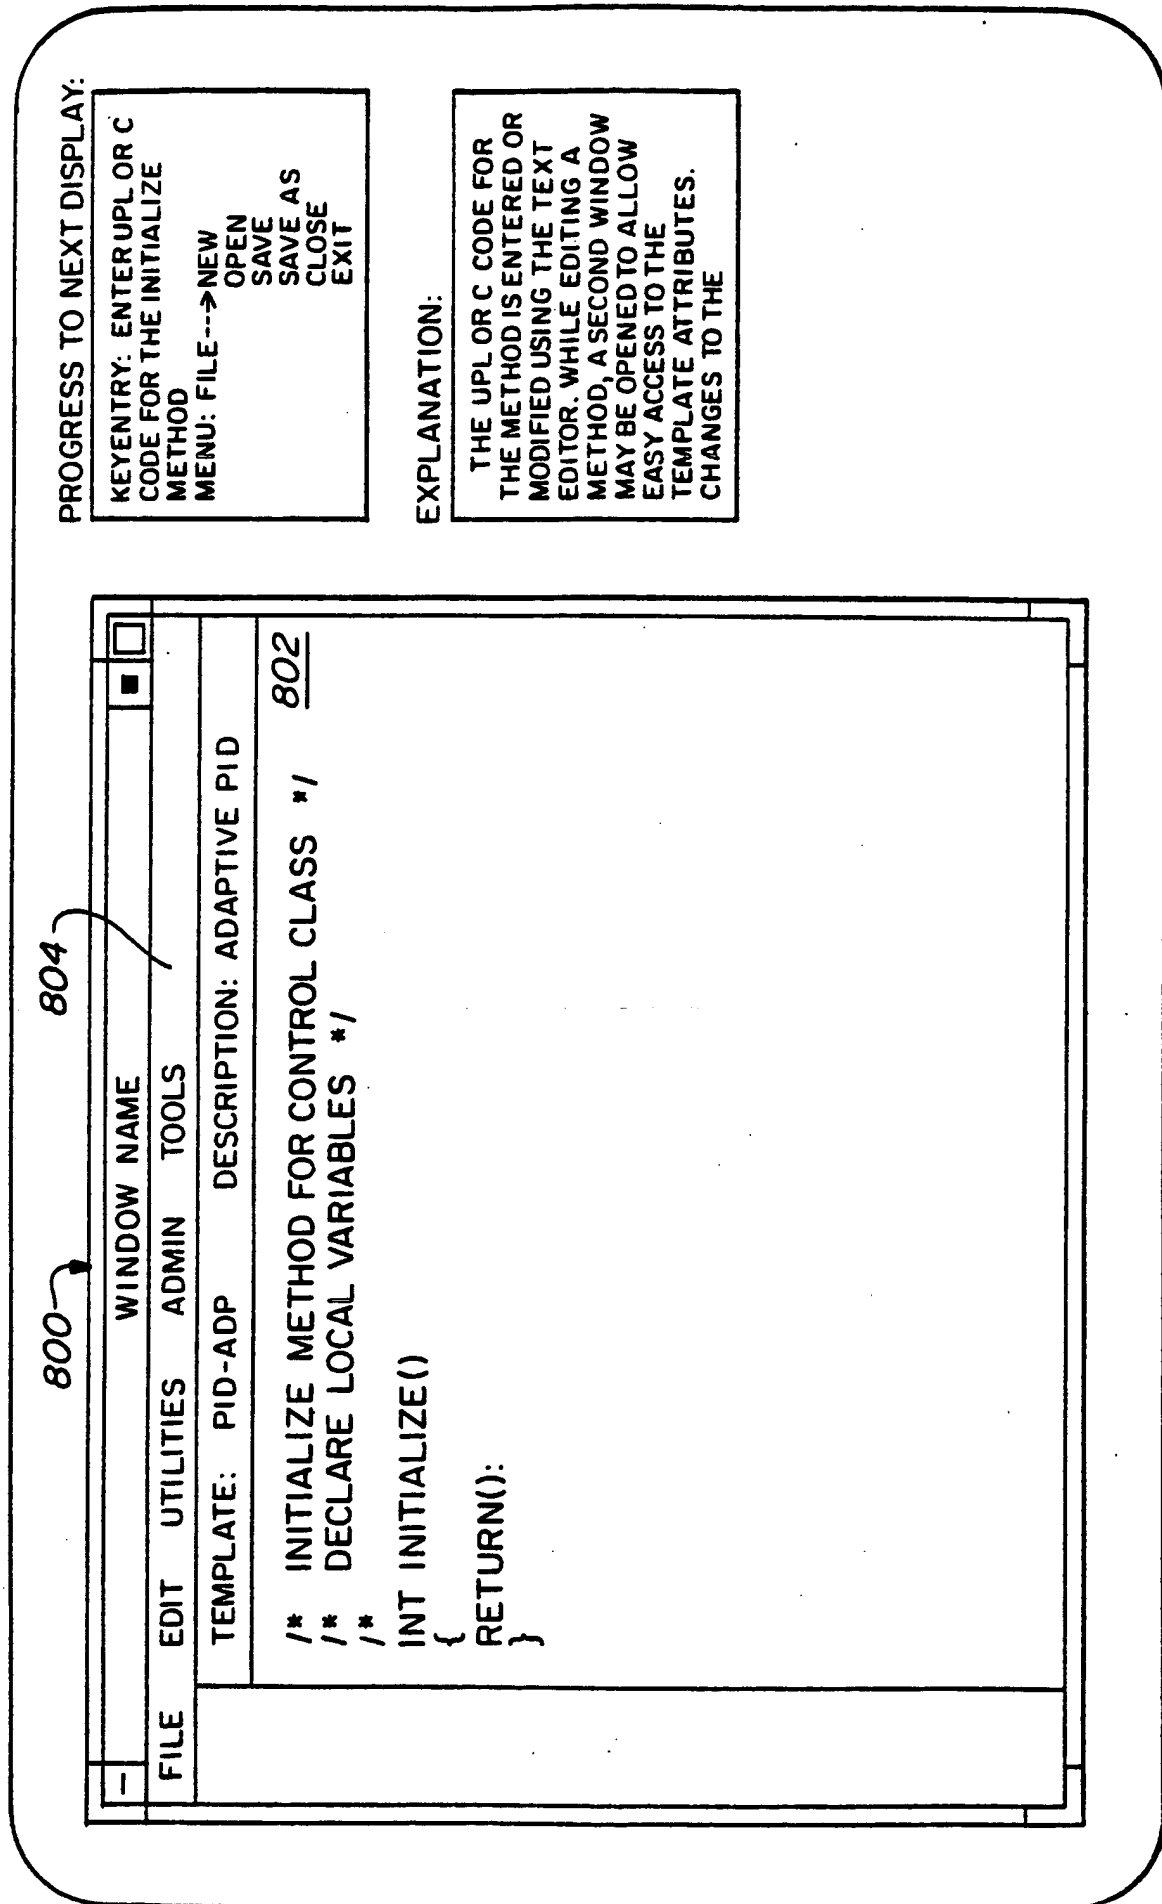 800
804
WINDOW NAME
FILE EDIT UTILITIES ADMIN TOOLS
TEMPLATE: PID-ADP DESCRIPTION: ADAPTIVE PID
802
/* INITIALIZE METHOD FOR CONTROL CLASS */
/* DECLARE LOCAL VARIABLES */
/*
INT INITIALIZE()
{
RETURN():
}
PROGRESS TO NEXT DISPLAY:
KEYENTRY: ENTER UPL OR C
CODE FOR THE INITIALIZE
METHOD
MENU: FILE--->NEW
OPEN
SAVE
SAVE AS
CLOSE
EXIT
EXPLANATION:
THE UPL OR C CODE FOR
THE METHOD IS ENTERED OR
MODIFIED USING THE TEXT
EDITOR. WHILE EDITING A
METHOD, A SECOND WINDOW
MAY BE OPENED TO ALLOW
EASY ACCESS TO THE
TEMPLATE ATTRIBUTES.
CHANGES TO THE